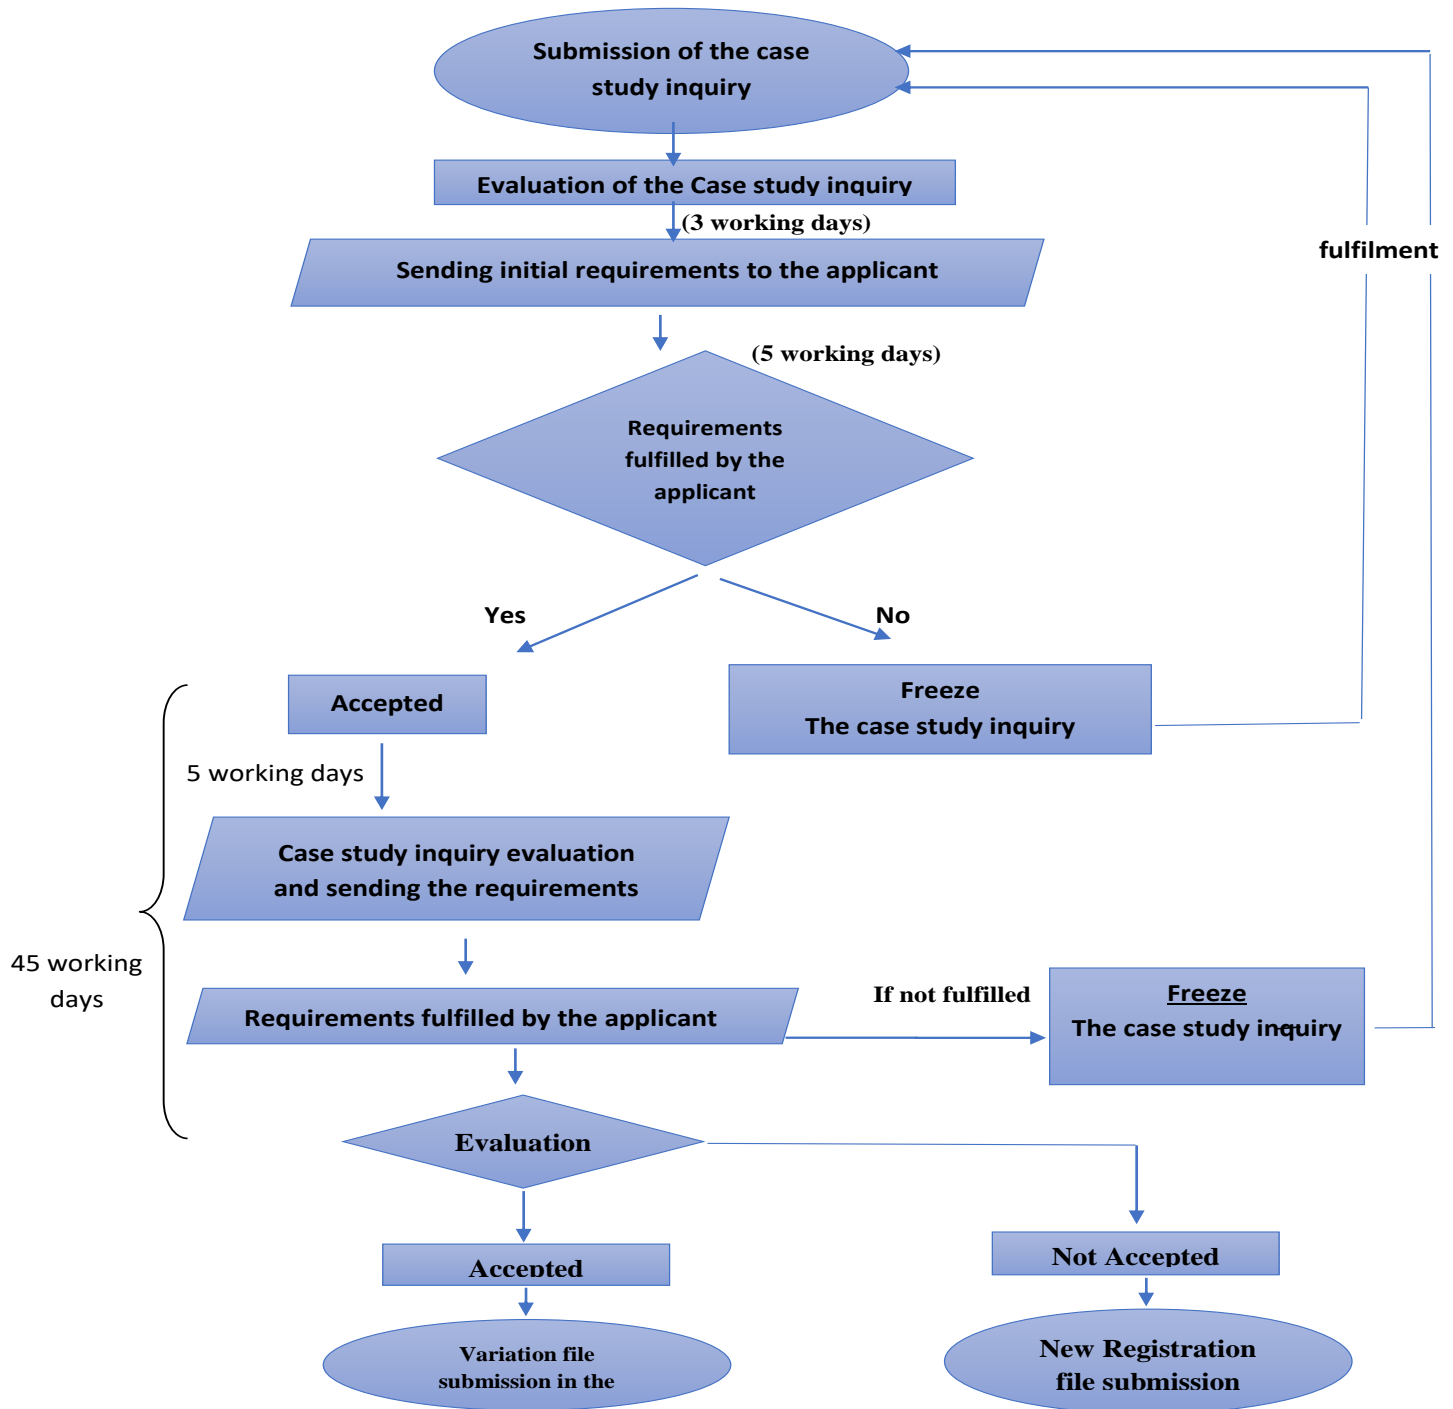 Submission of the case
study inquiry
Evaluation of the Case study inquiry
(3 working days)
Sending initial requirements to the applicant
fulfilment
(5 working days)
Requirements
fulfilled by the
applicant
Yes
No
Accepted
Freeze
The case study inquiry
5 working days
Case study inquiry evaluation
and sending the requirements
45 working
days
If not fulfilled
Freeze
The case study inquiry
Requirements fulfilled by the applicant
Evaluation
Accepted
Not Accepted
Variation file
submission in the
New Registration
file submission